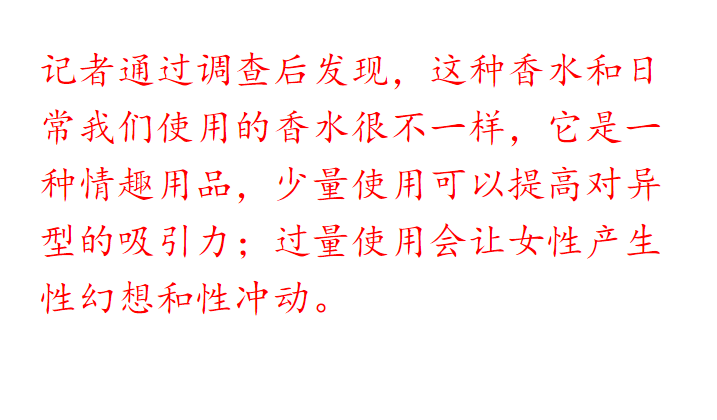 记者通过调查后发现，这种香水和日
常我们使用的香水很不一样，它是一
种情趣用品，少量使用可以提高对异
型的吸引力；过量使用会让女性产生
性幻想和性冲动。